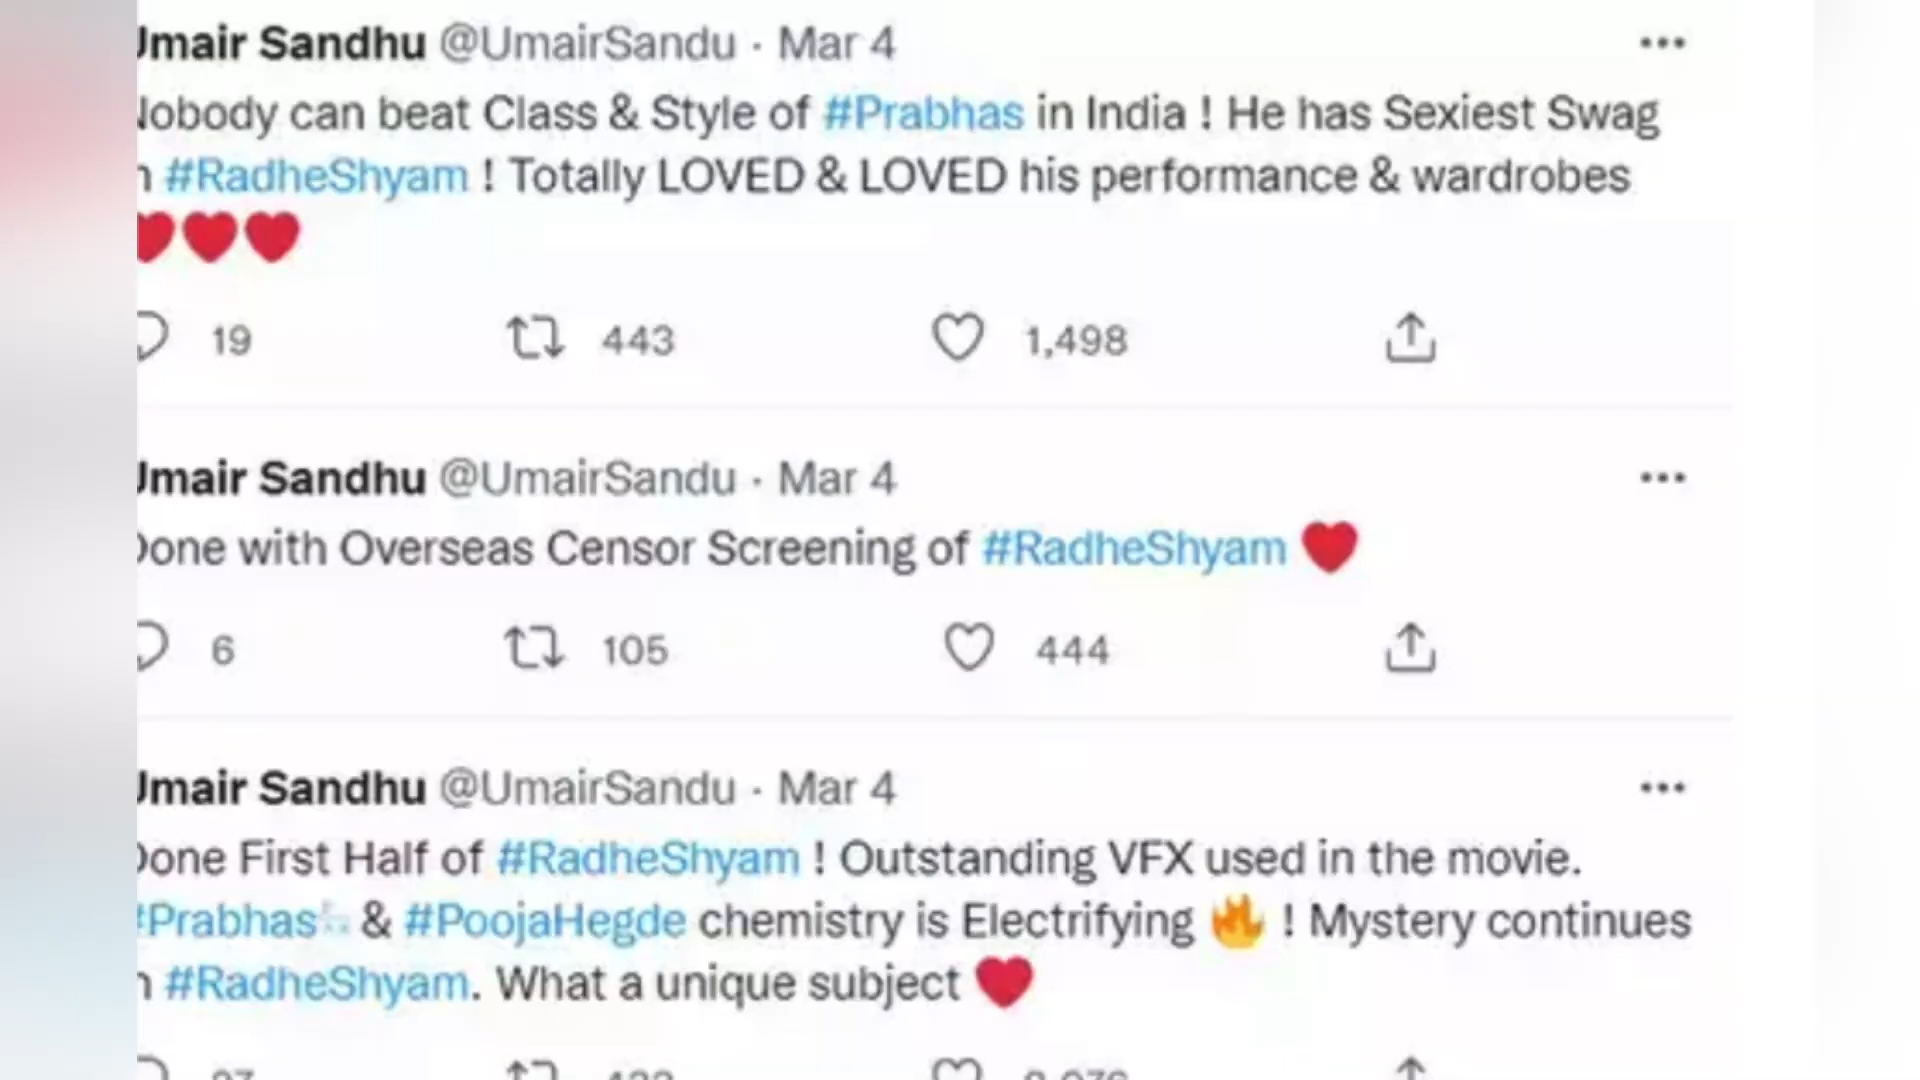 Umair Sandhu @UmairSandu · Mar 4
Nobody can beat Class & Style of #Prabhas in India ! He has Sexiest Swag
#RadheShyam ! Totally LOVED & LOVED his performance & wardrobes
❤️❤️❤️
19 443 1,498
Umair Sandhu @UmairSandu · Mar 4
Done with Overseas Censor Screening of #RadheShyam ❤️
6 105 444
Umair Sandhu @UmairSandu · Mar 4
Done First Half of #RadheShyam ! Outstanding VFX used in the movie.
#Prabhas & #PoojaHegde chemistry is Electrifying 🔥 ! Mystery continues
#RadheShyam. What a unique subject ❤️